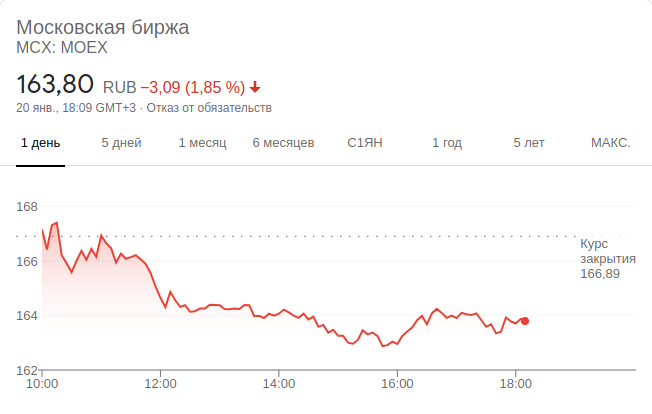 Московская биржа
MCX: MOEX
163,80 RUB −3,09 (1,85 %)
20 янв., 18:09 GMT+3 · Отказ от обязательств
1 день 5 дней 1 месяц 6 месяцев С1ЯН 1 год 5 лет МАКС.
168
166
164
162
Курс
закрытия
166,89
10:00 12:00 14:00 16:00 18:00